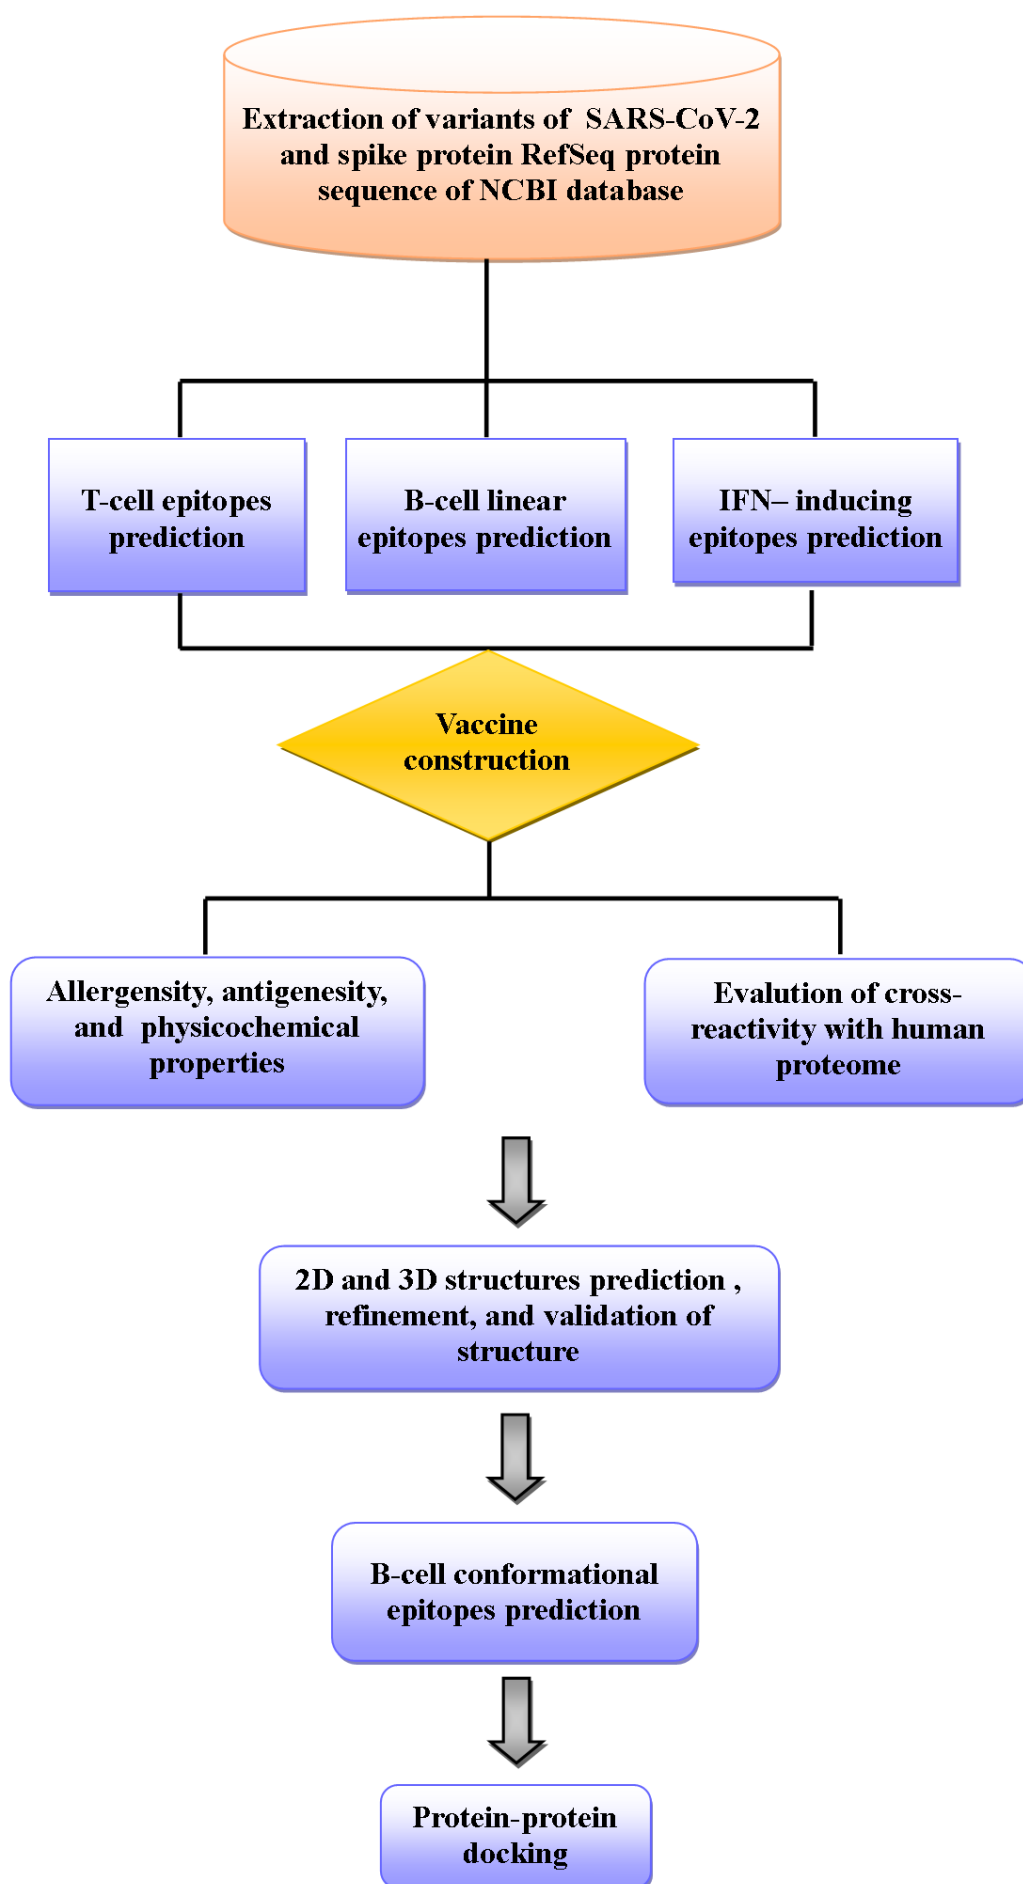 Extraction of variants of SARS-CoV-2
and spike protein RefSeq protein
sequence of NCBI database
T-cell epitopes
prediction
B-cell linear
epitopes prediction
IFN– inducing
epitopes prediction
Vaccine
construction
Allergensity, antigenesity,
and physicochemical
properties
Evalution of cross-
reactivity with human
proteome
2D and 3D structures prediction ,
refinement, and validation of
structure
B-cell conformational
epitopes prediction
Protein-protein
docking